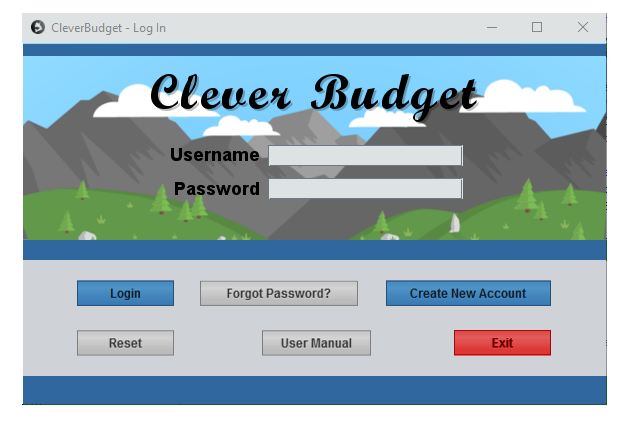 CleverBudget - Log In
Clever Budget
Username
Password
Login Forgot Password? Create New Account
Reset User Manual Exit